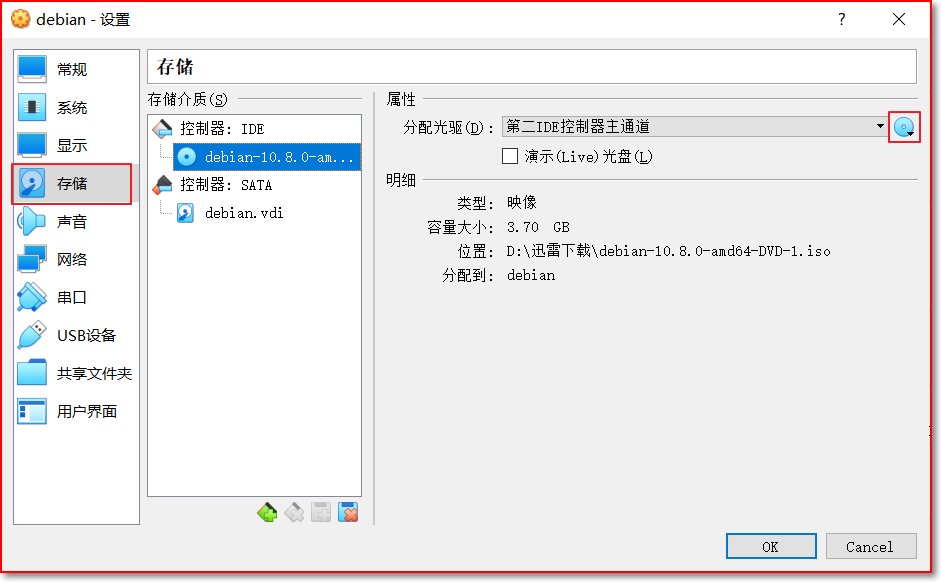 debian - 设置
?
常规
系统
显示
存储
声音
网络
串口
USB设备
共享文件夹
用户界面
存储
存储介质(S)
控制器: IDE
debian-10.8.0-am...
控制器: SATA
debian.vdi
属性
分配光驱(D): 第二IDE控制器主通道
演示(Live)光盘(L)
明细
类型: 映像
容量大小: 3.70 GB
位置: D:\迅雷下载\debian-10.8.0-amd64-DVD-1.iso
分配到: debian
OK
Cancel